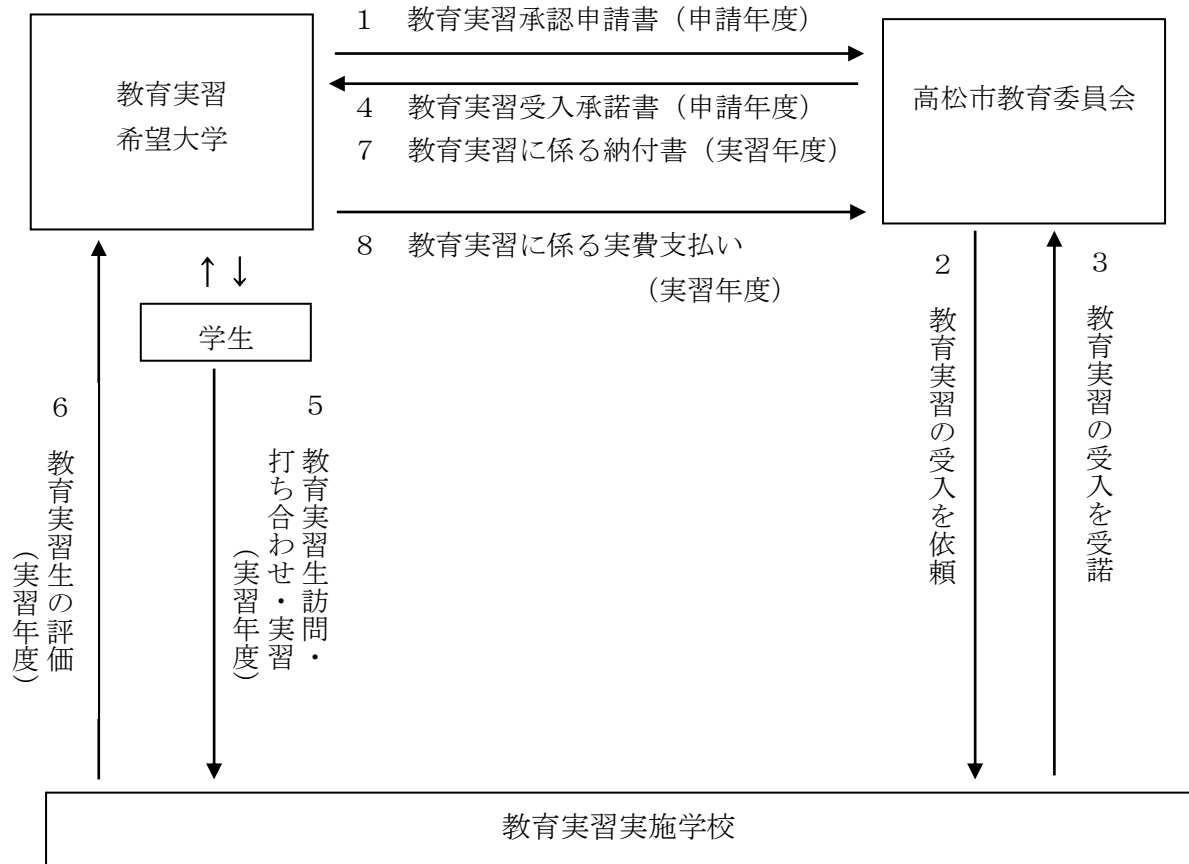 1　教育実習承認申請書（申請年度）
教育実習
希望大学
高松市教育委員会
4　教育実習受入承諾書（申請年度）
7　教育実習に係る納付書（実習年度）
8　教育実習に係る実費支払い
（実習年度）
↑↓
学生
2　教育実習の受入を依頼
3　教育実習の受入を受諾
5　教育実習生訪問・
打ち合わせ・実習
（実習年度）
6　教育実習生の評価
（実習年度）
教育実習実施学校